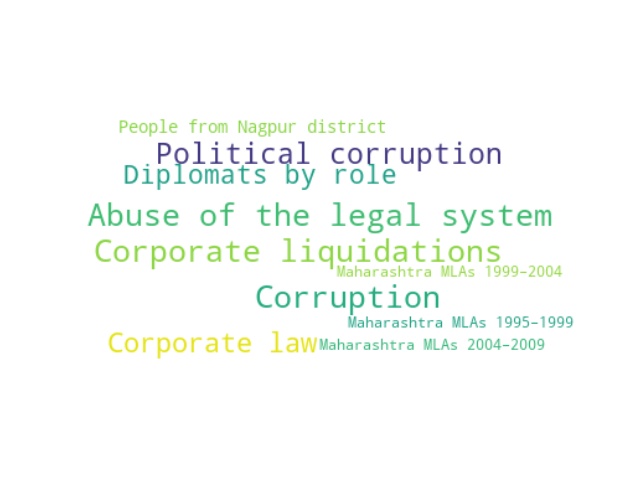 People from Nagpur district
Political corruption
Diplomats by role
Abuse of the legal system
Corporate liquidations
Maharashtra MLAs 1999–2004
Corruption
Maharashtra MLAs 1995–1999
Corporate law
Maharashtra MLAs 2004–2009